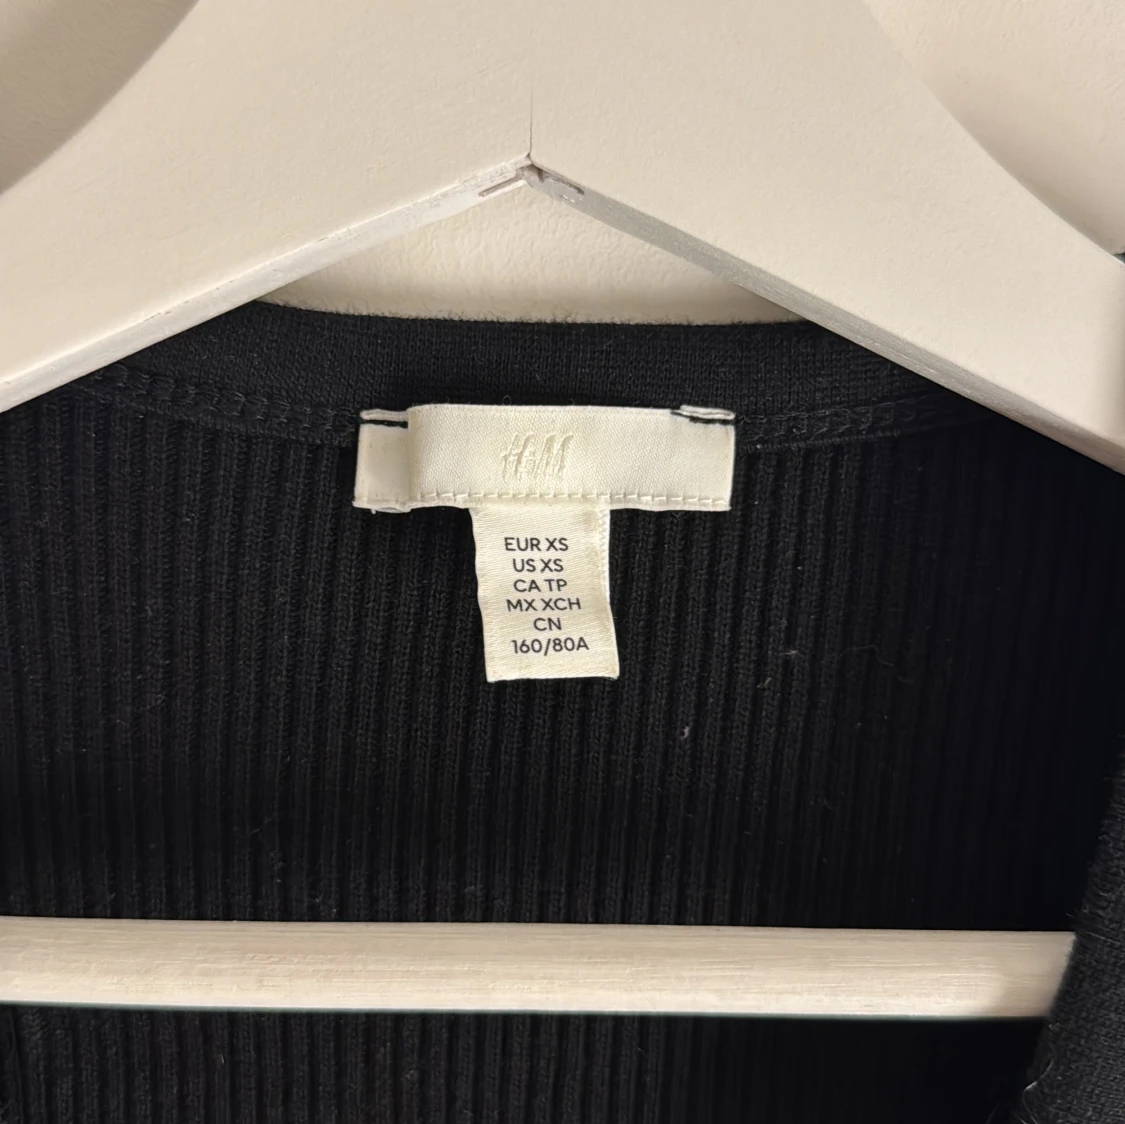 H&M
EUR XS
US XS
CA TP
MX XCH
CN
160/80A